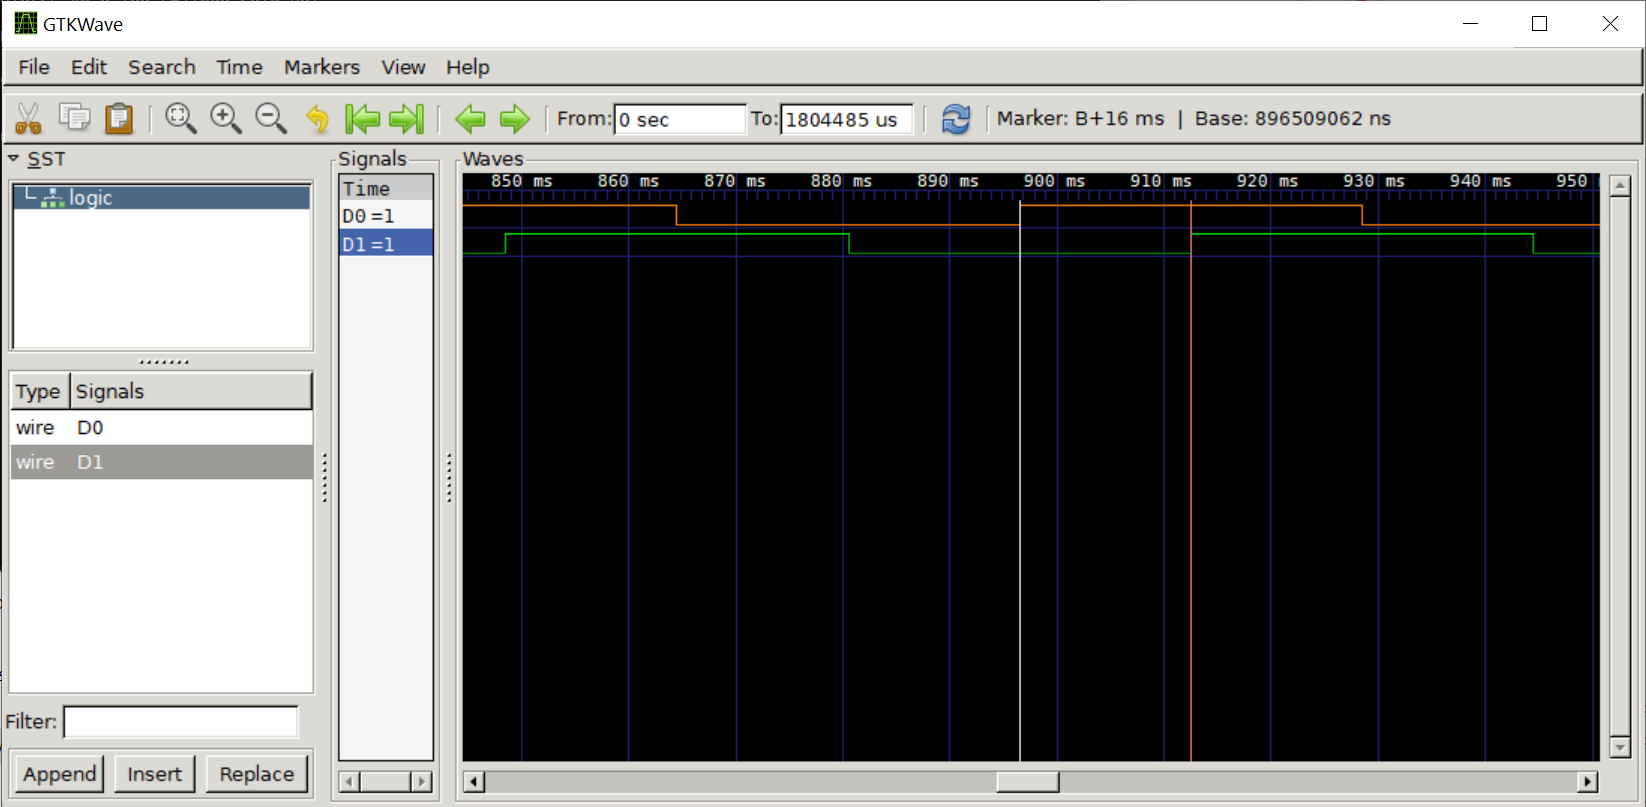 GTKWave
File Edit Search Time Markers View Help
From: 0 sec To: 1804485 us Marker: B+16 ms | Base: 896509062 ns
SST
logic
Type Signals
wire D0
wire D1
Filter:
Append Insert Replace
Signals
Time
D0 =1
D1 =1
Waves
850 ms 860 ms 870 ms 880 ms 890 ms 900 ms 910 ms 920 ms 930 ms 940 ms 950